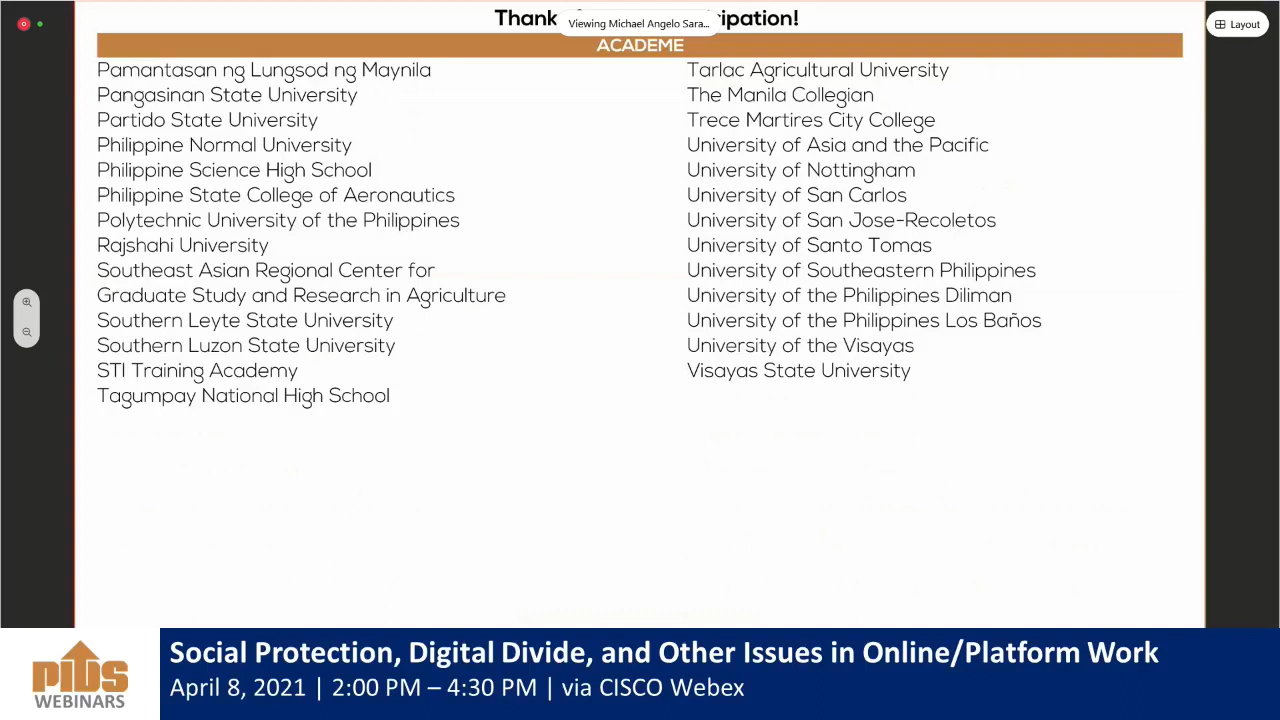 Thank
Viewing Michael Angelo Sara...
ipation!
Layout
ACADEME
Pamantasan ng Lungsod ng Maynila
Pangasinan State University
Partido State University
Philippine Normal University
Philippine Science High School
Philippine State College of Aeronautics
Polytechnic University of the Philippines
Rajshahi University
Southeast Asian Regional Center for
Graduate Study and Research in Agriculture
Southern Leyte State University
Southern Luzon State University
STI Training Academy
Tagumpay National High School
Tarlac Agricultural University
The Manila Collegian
Trece Martires City College
University of Asia and the Pacific
University of Nottingham
University of San Carlos
University of San Jose-Recoletos
University of Santo Tomas
University of Southeastern Philippines
University of the Philippines Diliman
University of the Philippines Los Baños
University of the Visayas
Visayas State University
PIDS
WEBINARS
Social Protection, Digital Divide, and Other Issues in Online/Platform Work
April 8, 2021 | 2:00 PM – 4:30 PM | via CISCO Webex